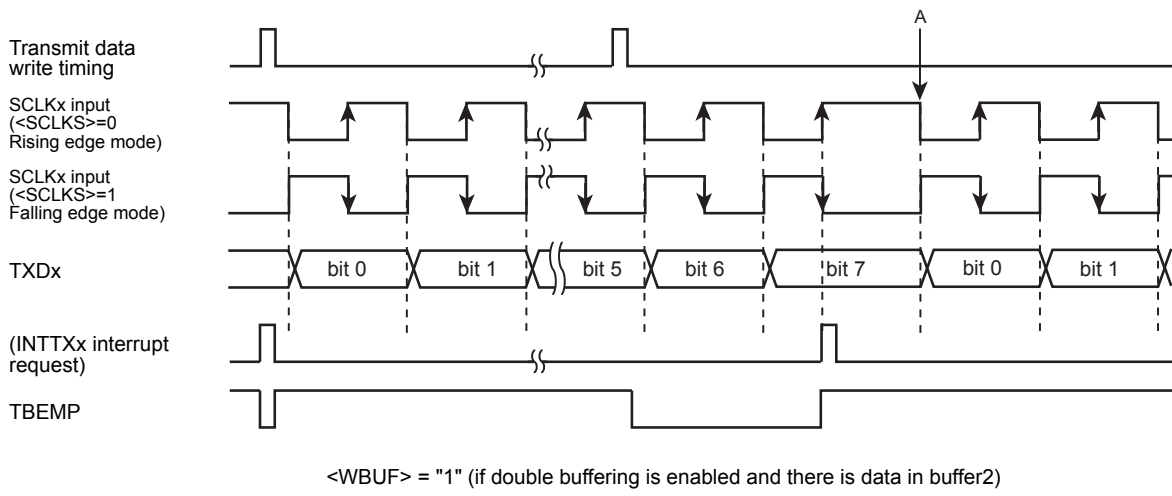 A
Transmit data
write timing
SCLKx input
(<SCLKS>=0
Rising edge mode)
SCLKx input
(<SCLKS>=1
Falling edge mode)
TXDx
bit 0
bit 1
bit 5
bit 6
bit 7
bit 0
bit 1
(INTTXx interrupt
request)
TBEMP
<WBUF> = "1" (if double buffering is enabled and there is data in buffer2)